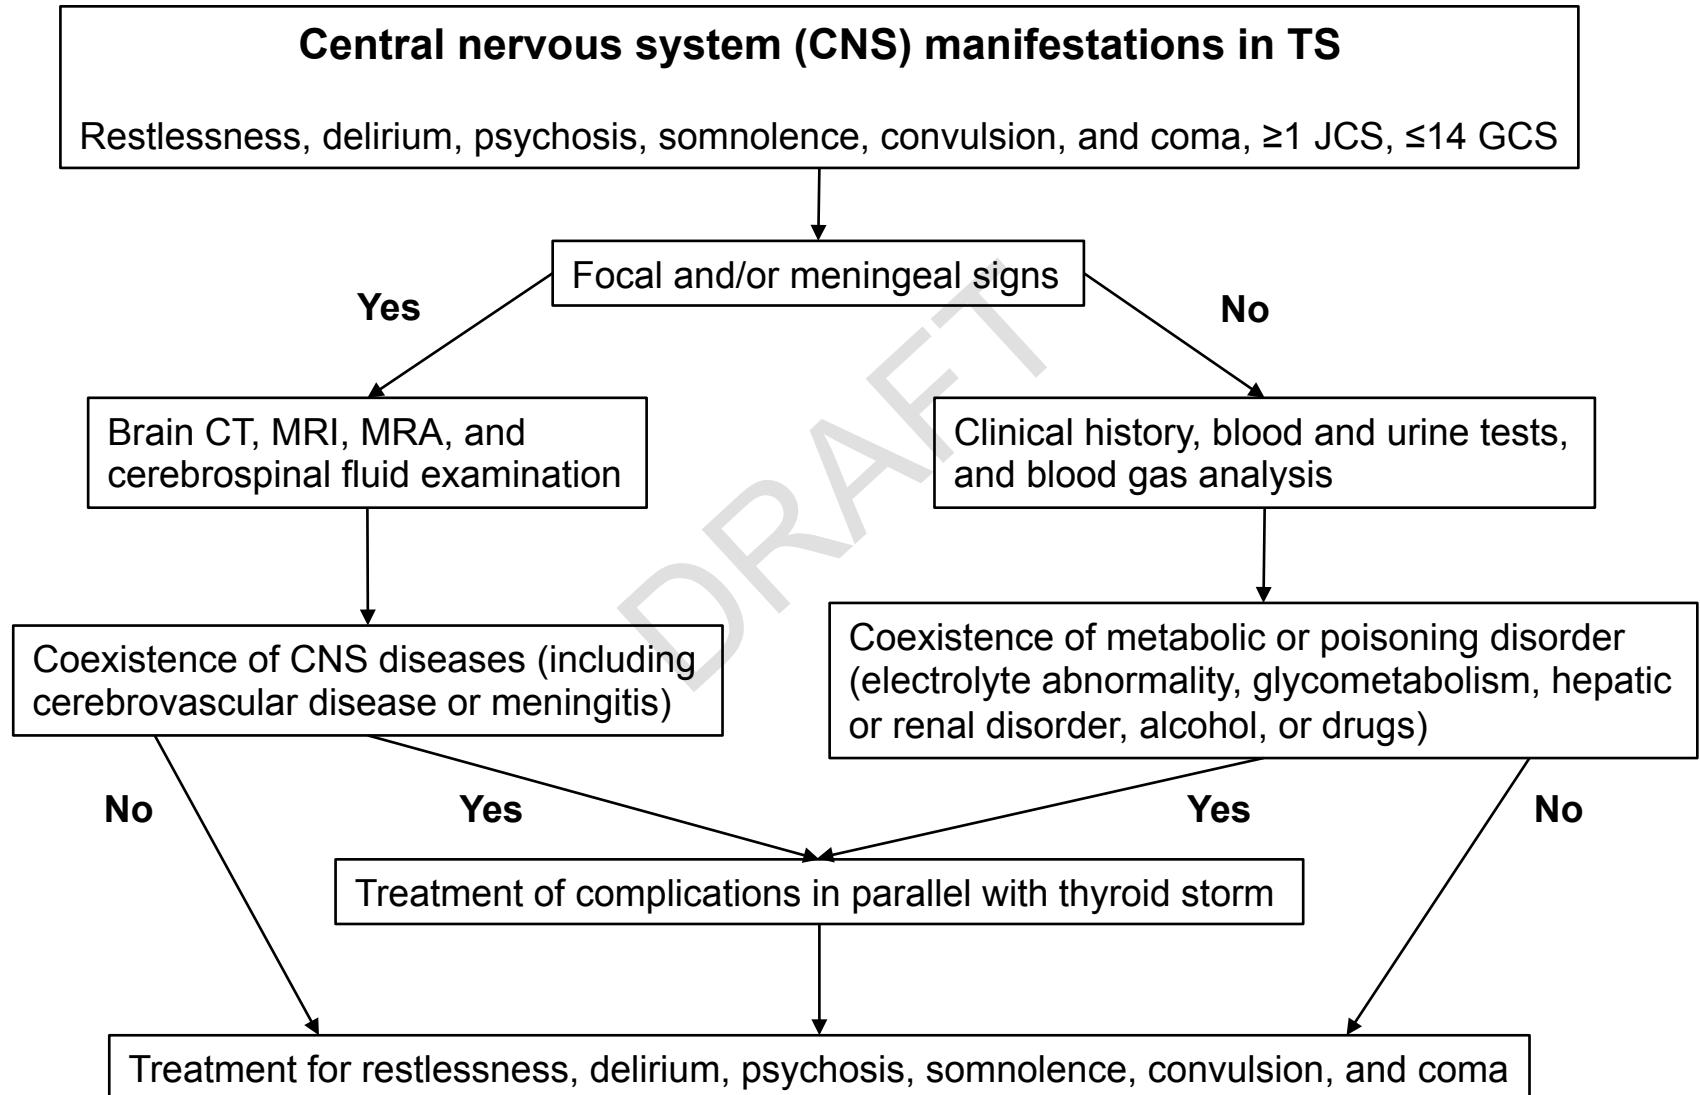 Central nervous system (CNS) manifestations in TS
Restlessness, delirium, psychosis, somnolence, convulsion, and coma, ≥1 JCS, ≤14 GCS
Focal and/or meningeal signs
Yes
No
Brain CT, MRI, MRA, and
cerebrospinal fluid examination
Clinical history, blood and urine tests,
and blood gas analysis
DRAFT
Coexistence of CNS diseases (including
cerebrovascular disease or meningitis)
Coexistence of metabolic or poisoning disorder
(electrolyte abnormality, glycometabolism, hepatic
or renal disorder, alcohol, or drugs)
No
Yes
Yes
No
Treatment of complications in parallel with thyroid storm
Treatment for restlessness, delirium, psychosis, somnolence, convulsion, and coma